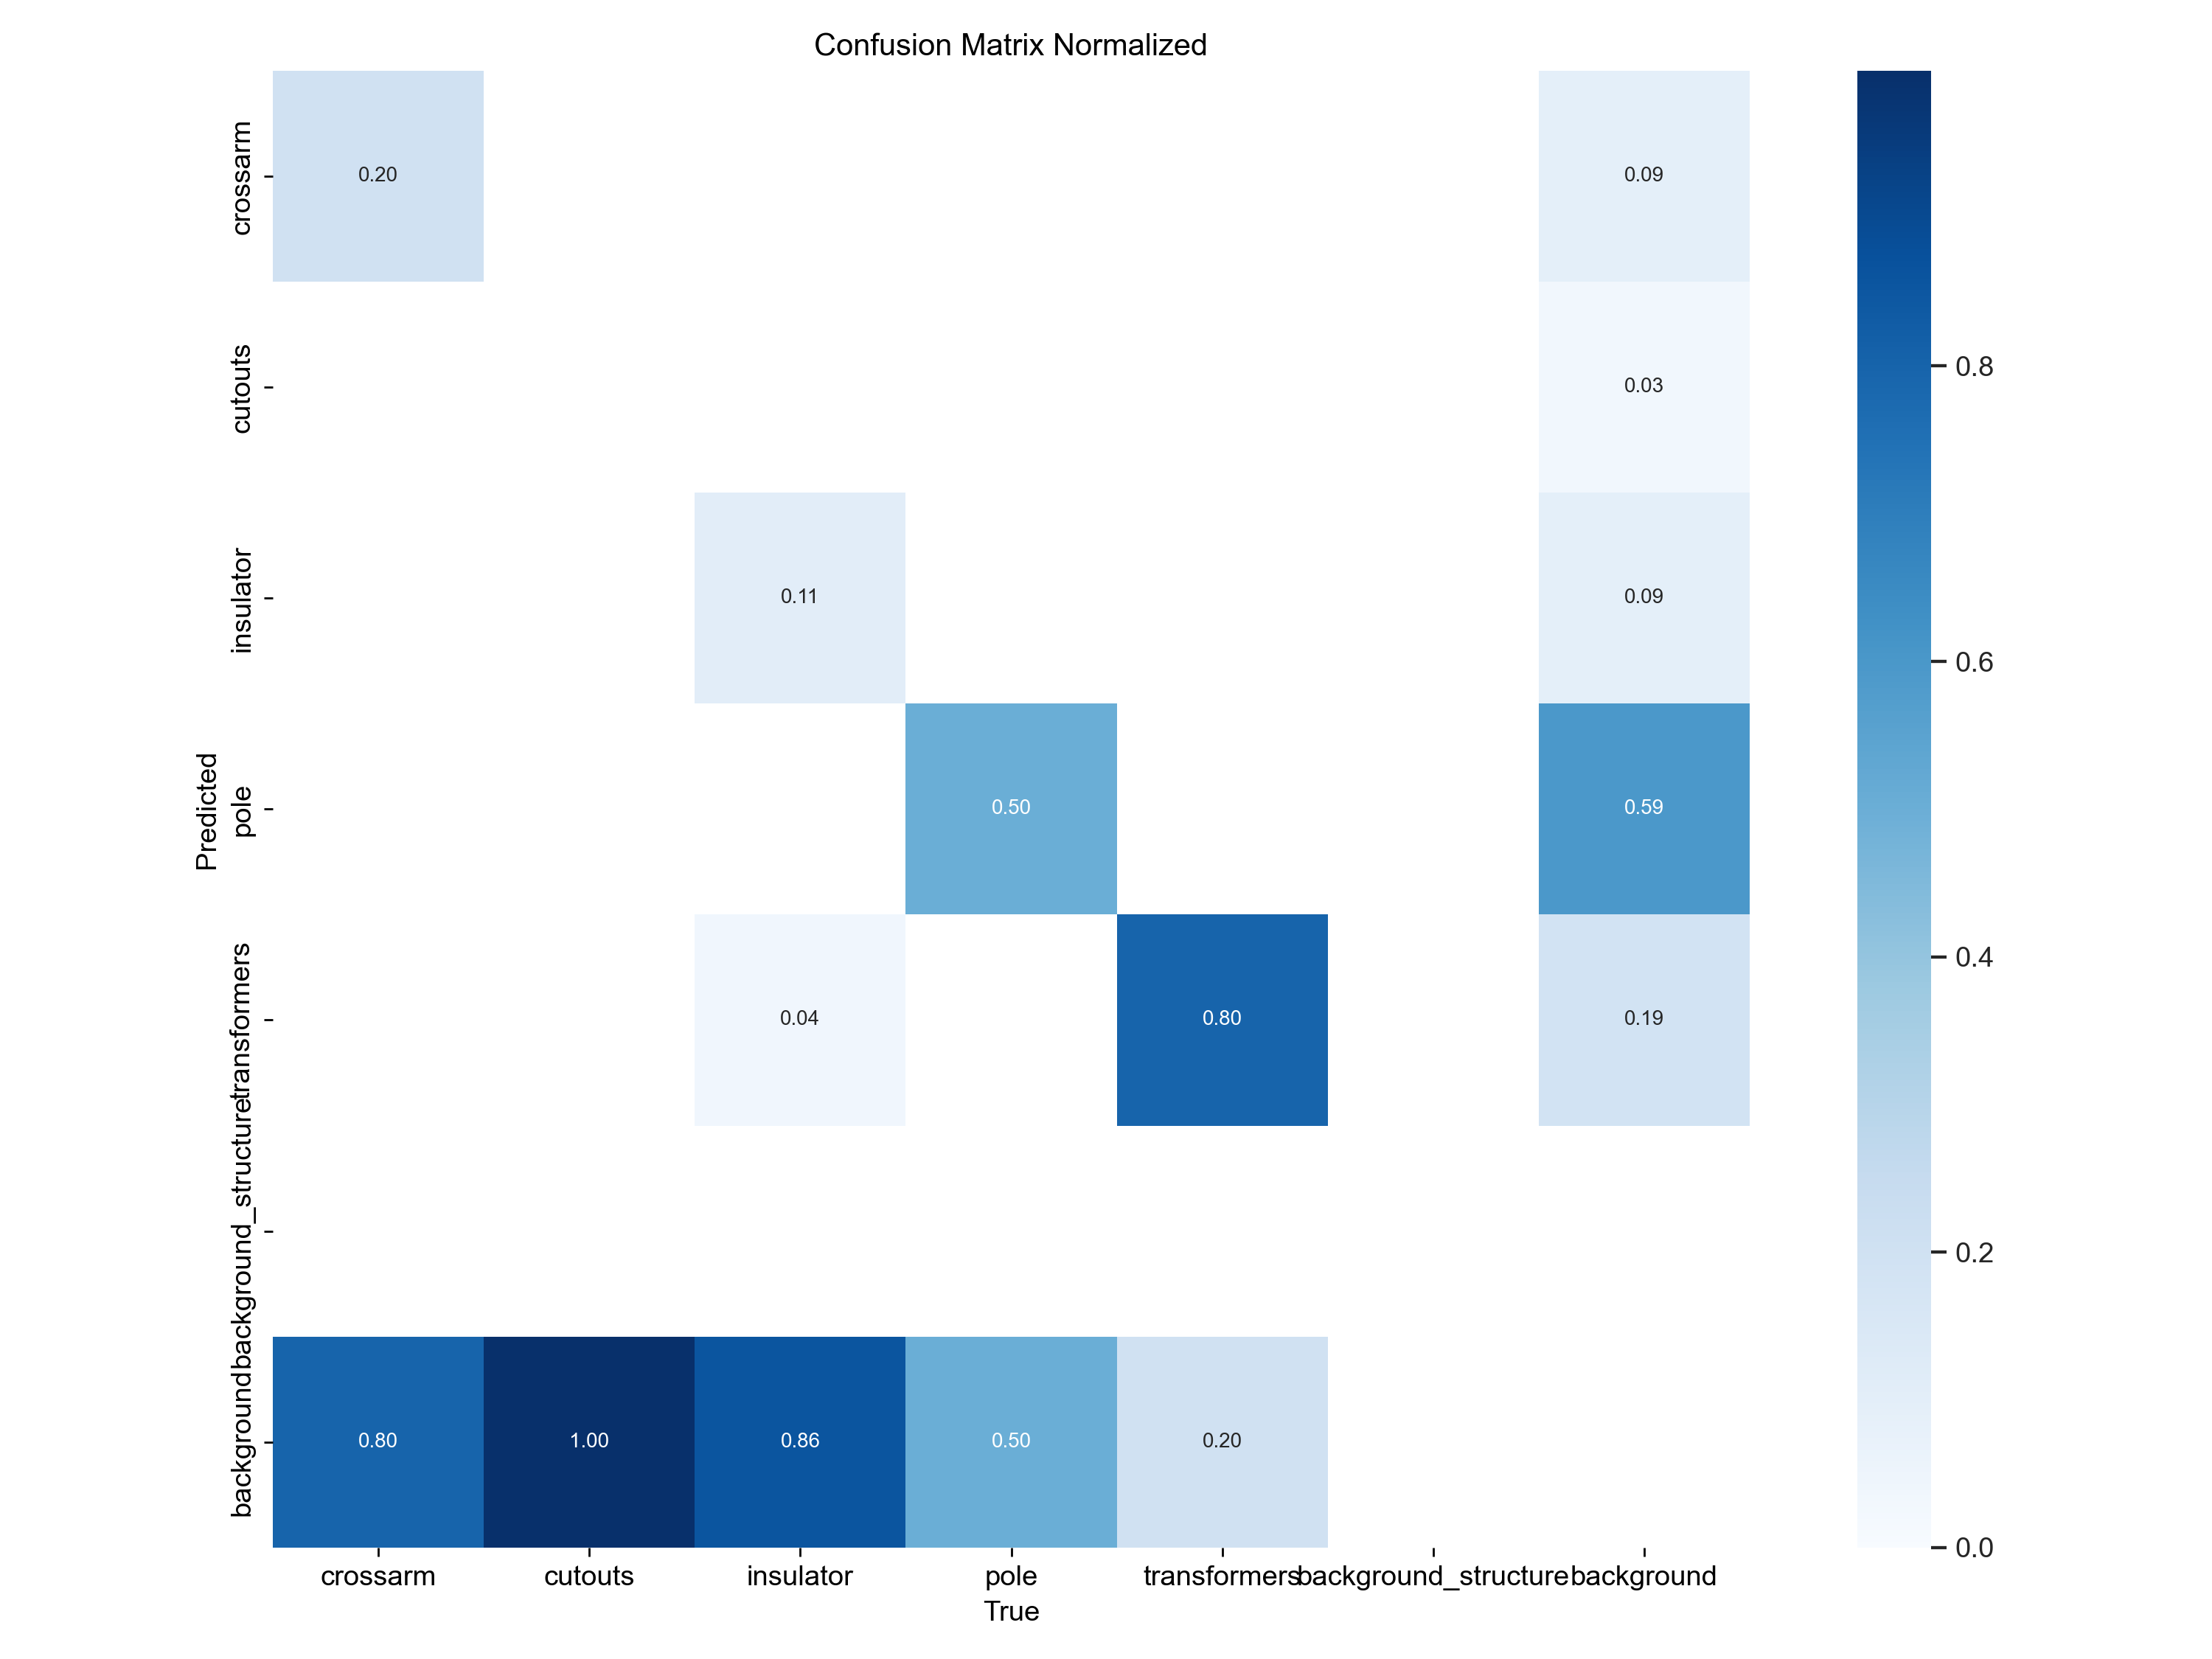 Confusion Matrix Normalized
crossarm
0.20
0.09
cutouts
0.03
0.8
insulator
0.11
0.09
0.6
Predicted
pole
0.50
0.59
0.4
transformers
0.04
0.80
0.19
background_structure
0.2
background
0.80
1.00
0.86
0.50
0.20
0.0
crossarm
cutouts
insulator
pole
transformers
background_structure
background
True